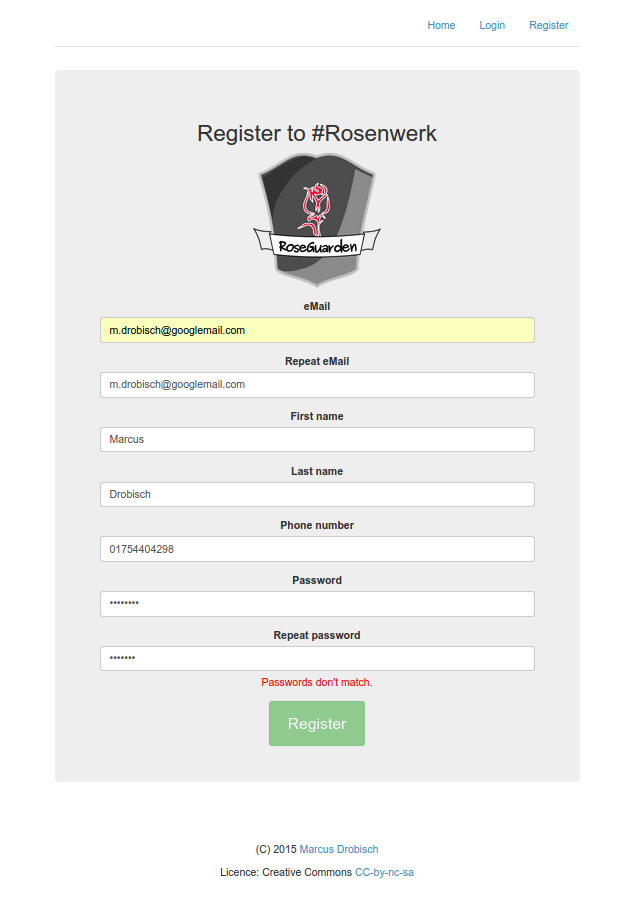 Home Login Register
Register to #Rosenwerk
RoseGuarden
eMail
m.drobisch@googlemail.com
Repeat eMail
m.drobisch@googlemail.com
First name
Marcus
Last name
Drobisch
Phone number
01754404298
Password
••••••••
Repeat password
•••••••
Passwords don't match.
Register
(C) 2015 Marcus Drobisch
Licence: Creative Commons CC-by-nc-sa